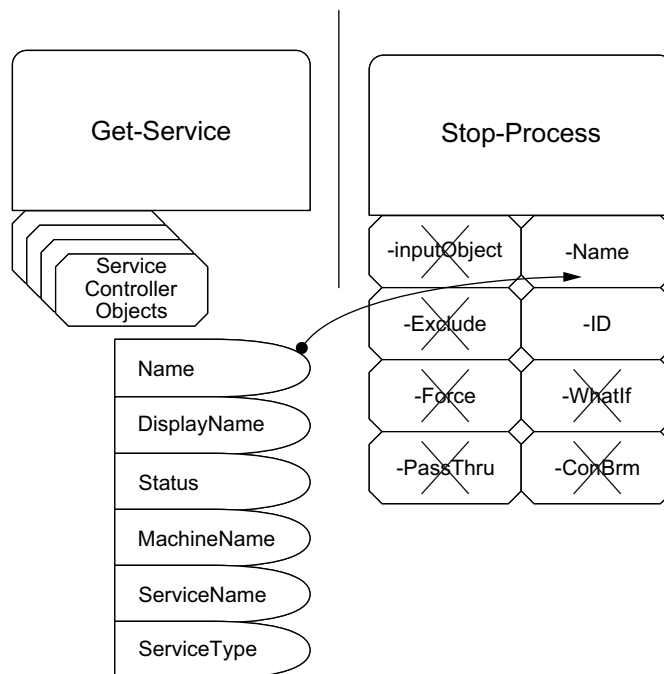 Get-Service
Service
Controller
Objects
Name
DisplayName
Status
MachineName
ServiceName
ServiceType
Stop-Process
-inputObject
-Name
-Exclude
-ID
-Force
-WhatIf
-PassThru
-ConBrm